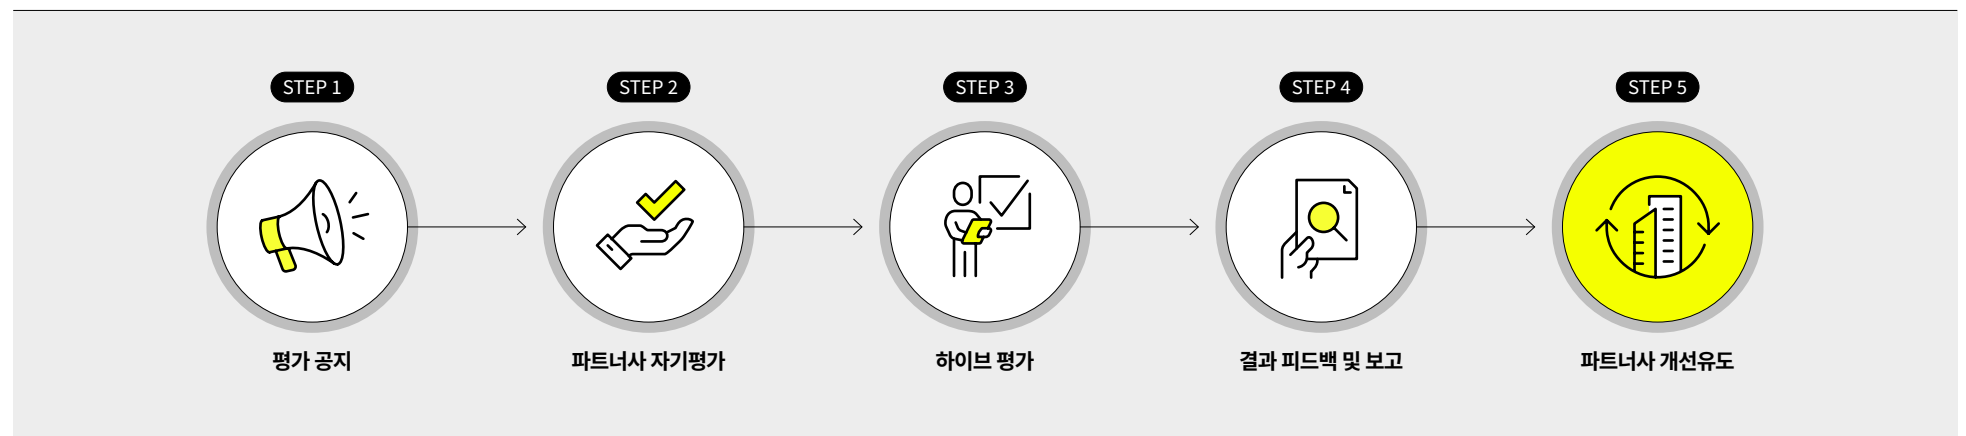 STEP 1
평가 공지
STEP 2
파트너사 자기평가
STEP 3
하이브 평가
STEP 4
결과 피드백 및 보고
STEP 5
파트너사 개선유도